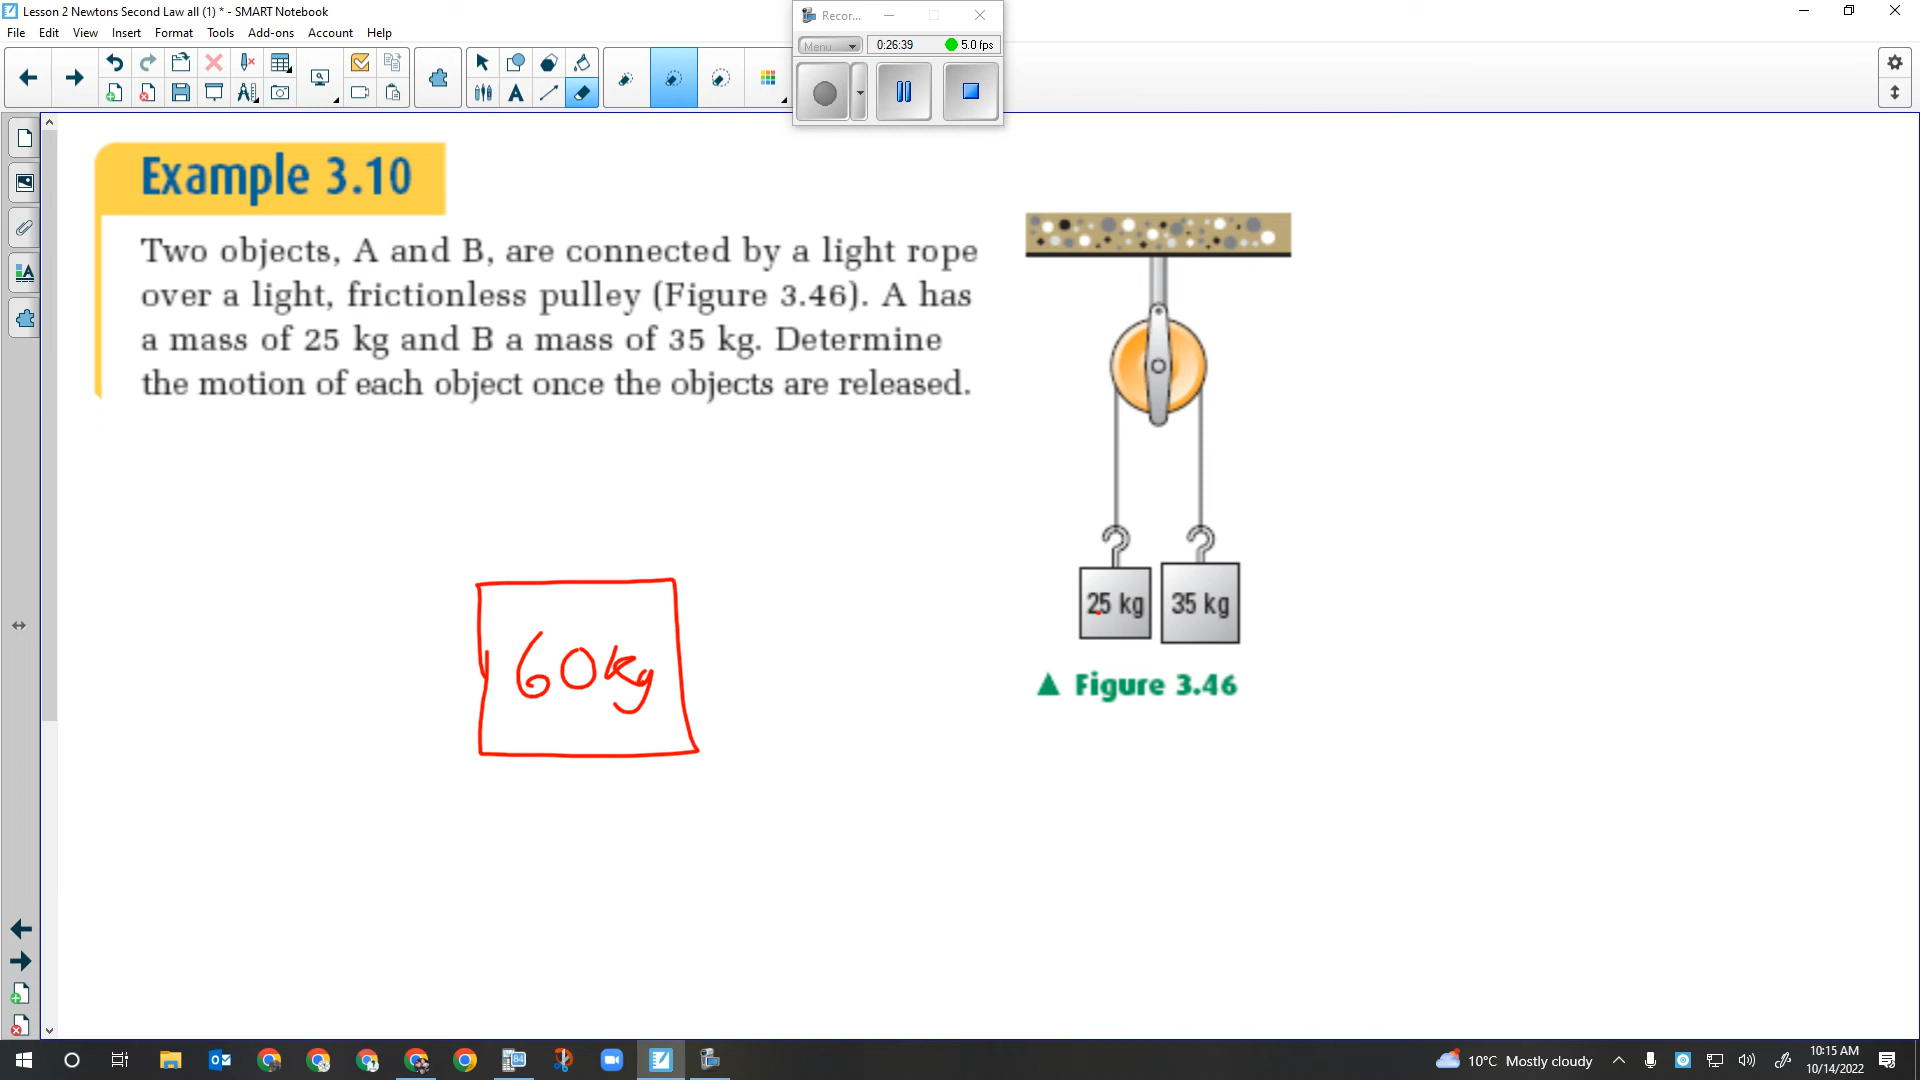 Lesson 2 Newtons Second Law all (1) * - SMART Notebook
Recor...
File Edit View Insert Format Tools Add-ons Account Help
Menu 0:26:39 5.0 fps
Example 3.10
Two objects, A and B, are connected by a light rope
over a light, frictionless pulley (Figure 3.46). A has
a mass of 25 kg and B a mass of 35 kg. Determine
the motion of each object once the objects are released.
25 kg 35 kg
60kg
▲ Figure 3.46
10°C Mostly cloudy
10:15 AM
10/14/2022